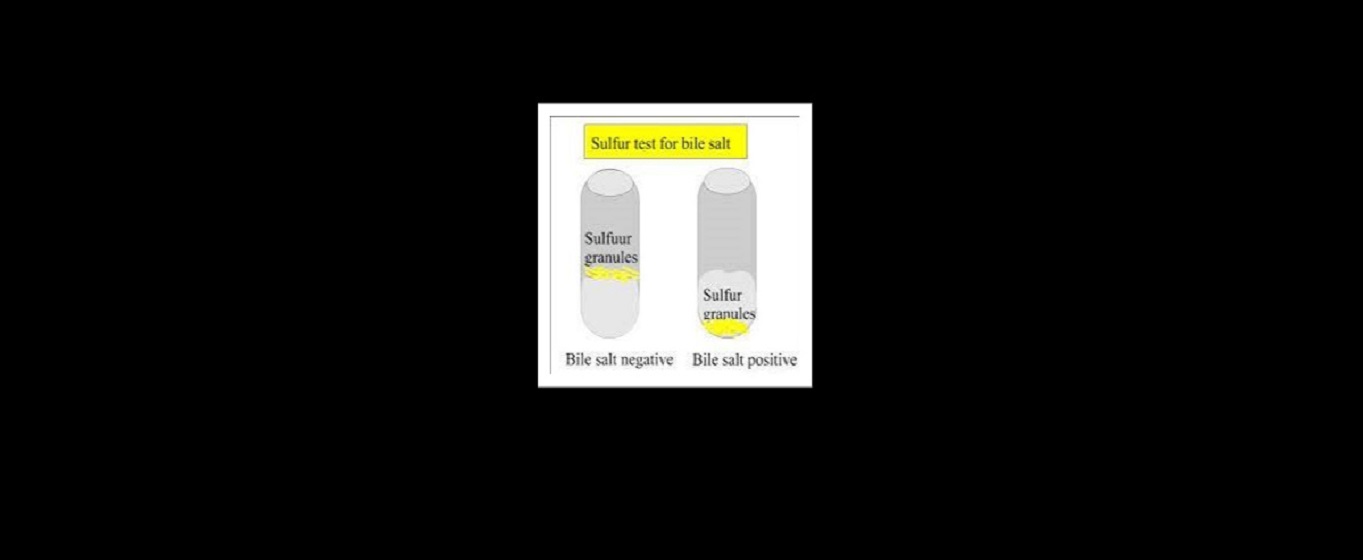 Sulfur test for bile salt
Sulfuur
granules
Sulfur
granules
Bile salt negative
Bile salt positive